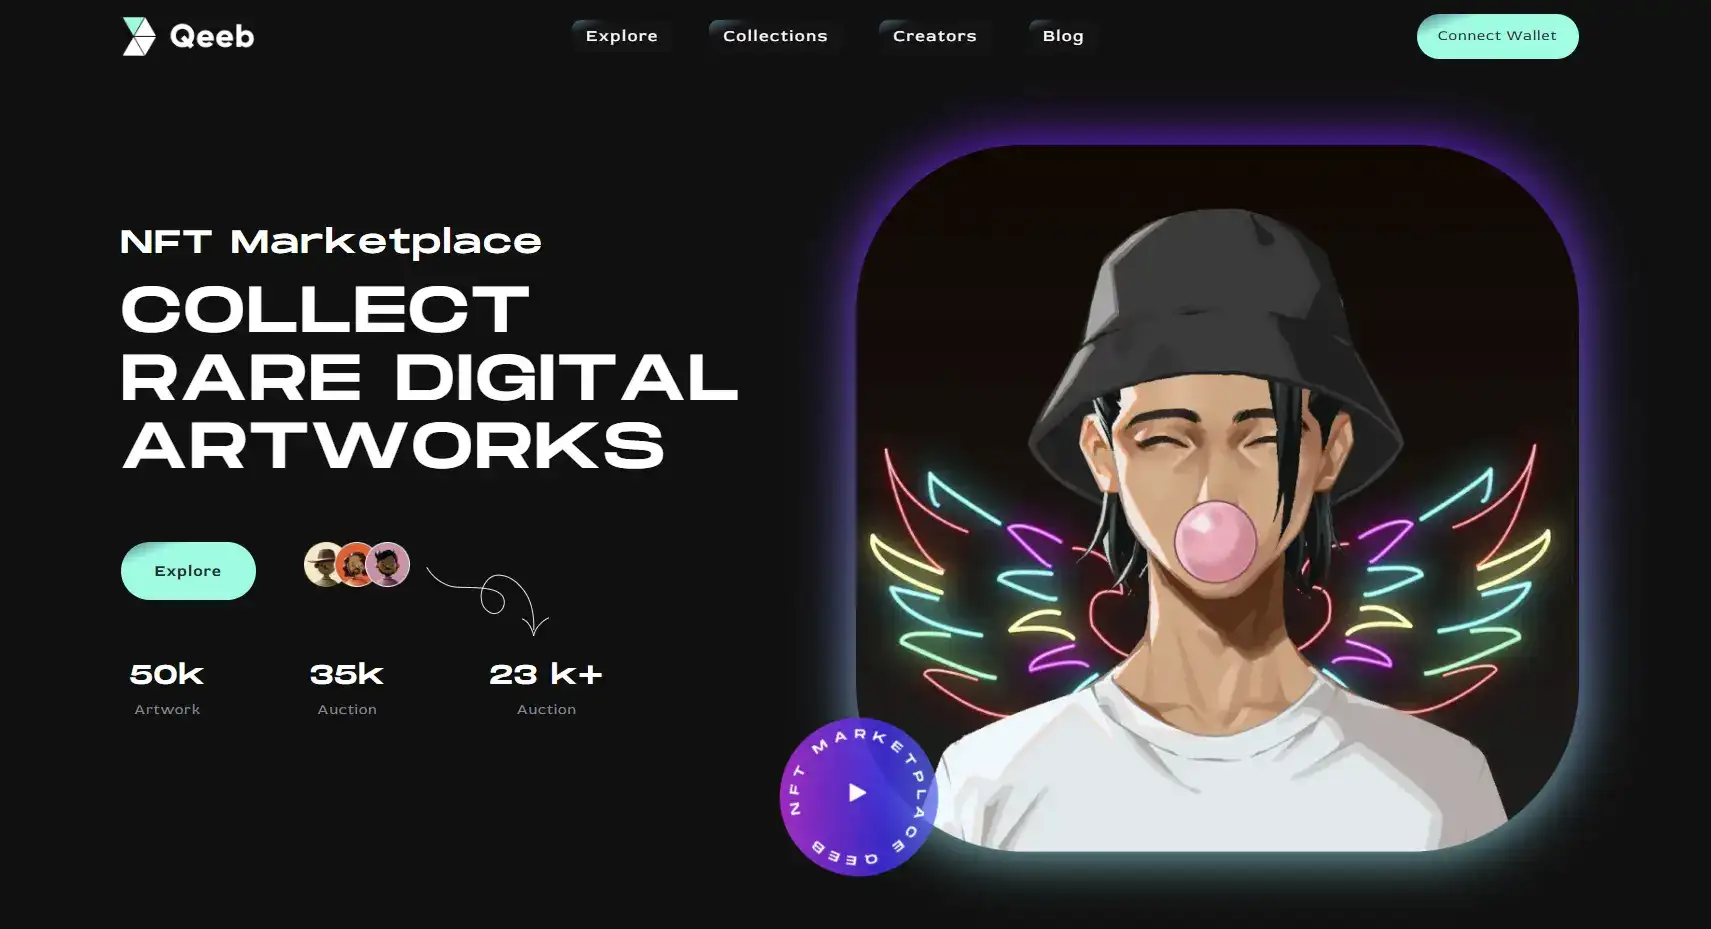 Qeeb
Explore
Collections
Creators
Blog
Connect Wallet
NFT Marketplace
COLLECT
RARE DIGITAL
ARTWORKS
Explore
50k
35k
23 k+
Artwork
Auction
Auction
NFT MARKETPLACE QEEB